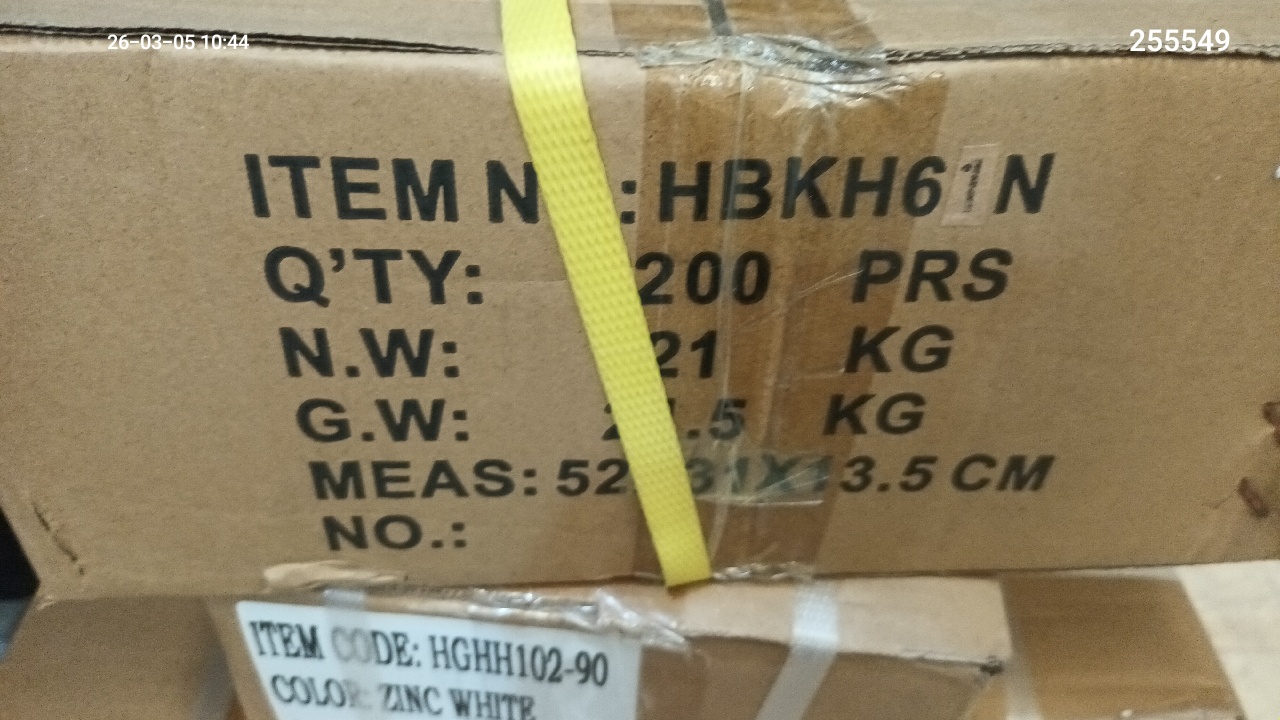 26-03-05 10:44
255549
ITEM N :HBKH61N
Q'TY: 200 PRS
N.W: 21 KG
G.W: .5 KG
MEAS: 52 31X 3.5 CM
NO.:
ITEM CODE: HGHH102-90
COLOR: ZINC WHITE